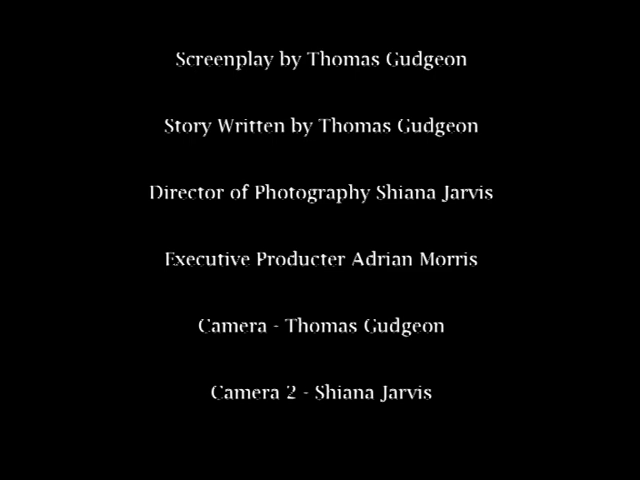 Screenplay by Thomas Gudgeon
Story Written by Thomas Gudgeon
Director of Photography Shiana Jarvis
Executive Producter Adrian Morris
Camera - Thomas Gudgeon
Camera 2 - Shiana Jarvis